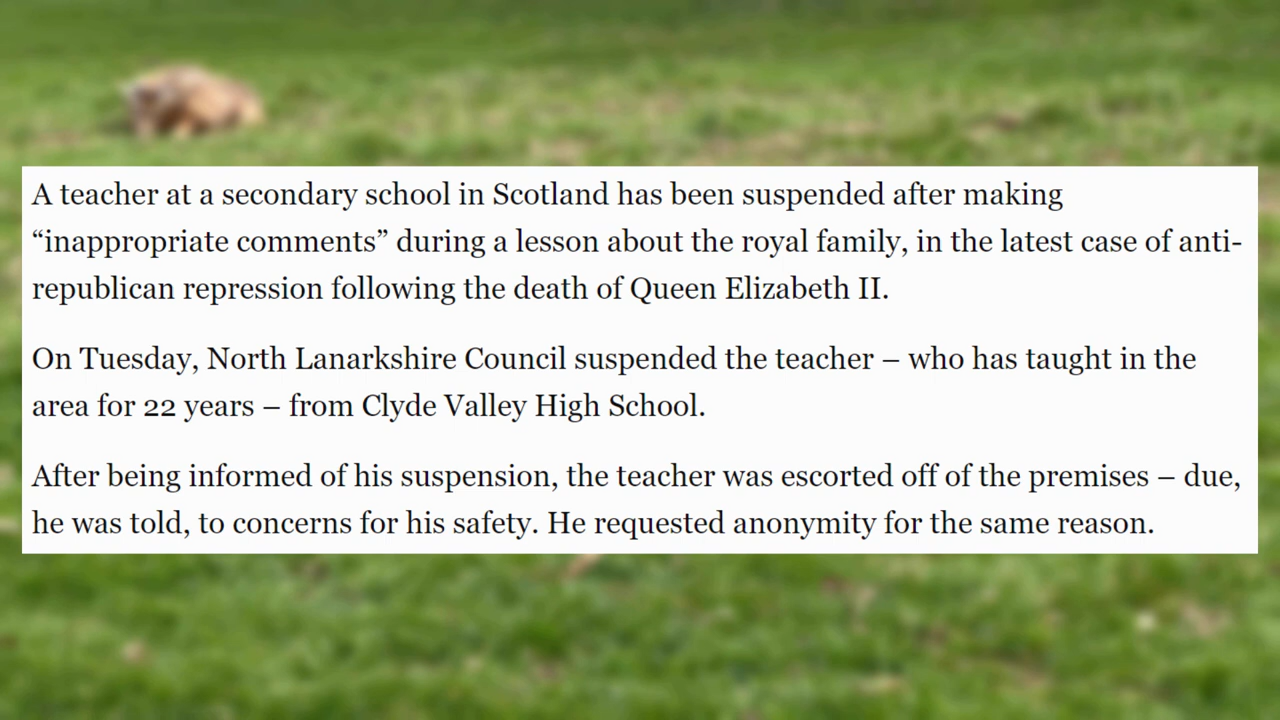 A teacher at a secondary school in Scotland has been suspended after making
“inappropriate comments” during a lesson about the royal family, in the latest case of anti-
republican repression following the death of Queen Elizabeth II.
On Tuesday, North Lanarkshire Council suspended the teacher – who has taught in the
area for 22 years – from Clyde Valley High School.
After being informed of his suspension, the teacher was escorted off of the premises – due,
he was told, to concerns for his safety. He requested anonymity for the same reason.